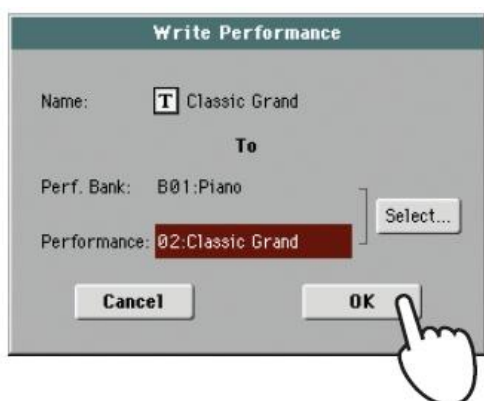 Write Performance
Name: T Classic Grand
To
Perf. Bank: B01:Piano
Select...
Performance: 02:Classic Grand
Cancel OK